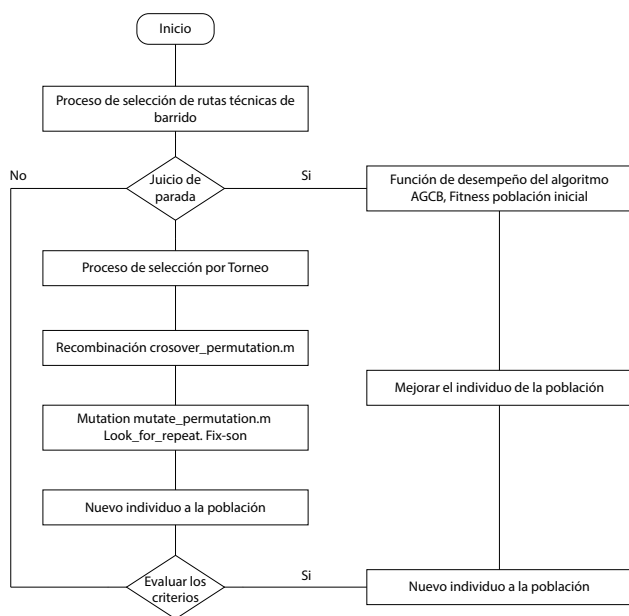 Inicio
Proceso de selección de rutas técnicas de
barrido
No
Juicio de
parada
Si
Función de desempeño del algoritmo
AGCB, Fitness población inicial
Proceso de selección por Torneo
Recombinación crosover_permutation.m
Mejorar el individuo de la población
Mutation mutate_permutation.m
Look_for_repeat. Fix-son
Nuevo individuo a la población
Evaluar los
criterios
Si
Nuevo individuo a la población